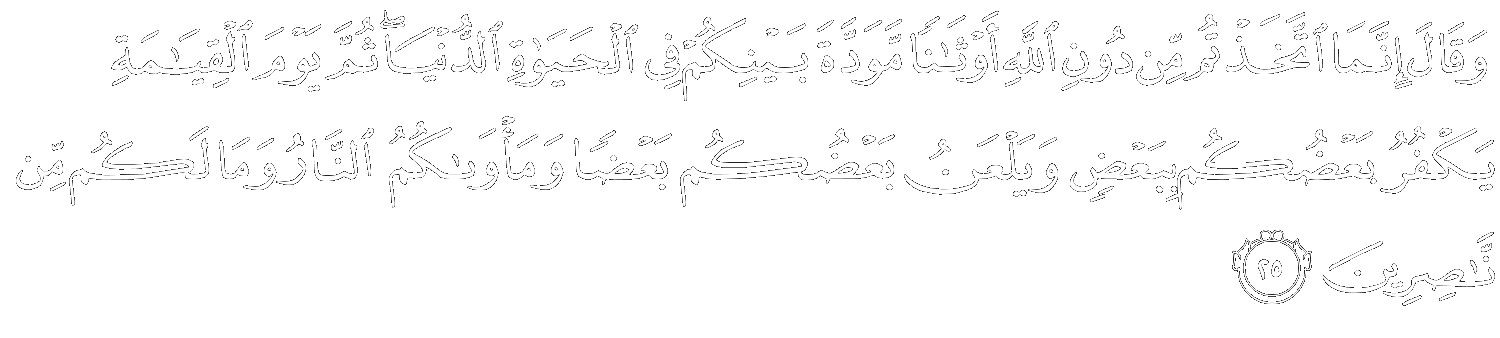 وَقَالَ إِنَّمَا ٱتَّخَذْتُم مِّن دُونِ ٱللَّهِ أَوْثَـٰنًا مَّوَدَّةَ بَيْنِكُمْ فِى ٱلْحَيَوٰةِ ٱلدُّنْيَا ۖ ثُمَّ يَوْمَ ٱلْقِيَـٰمَةِ
يَكْفُرُ بَعْضُكُم بِبَعْضٍ وَيَلْعَنُ بَعْضُكُم بَعْضًا وَمَأْوَىٰكُمُ ٱلنَّارُ وَمَا لَكُم مِّن
نَّـٰصِرِينَ ٢٥